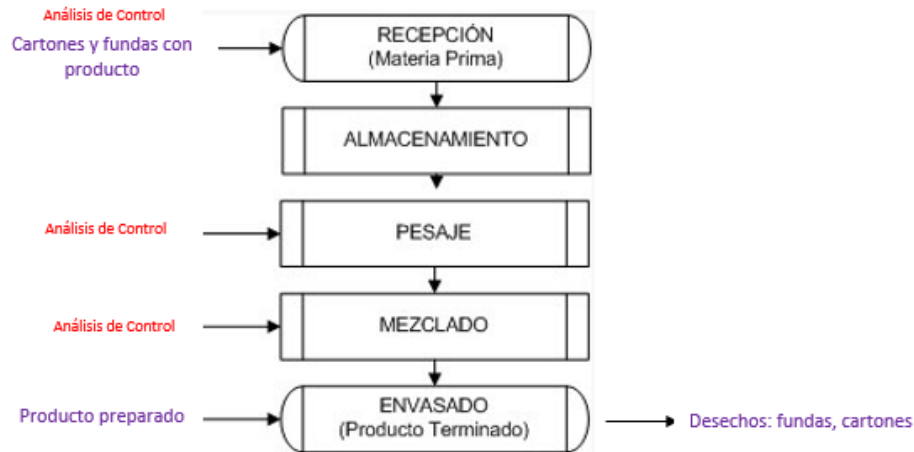 Análisis de Control
Cartones y fundas con
producto
RECEPCIÓN
(Materia Prima)
ALMACENAMIENTO
Análisis de Control
PESAJE
Análisis de Control
MEZCLADO
Producto preparado
ENVASADO
(Producto Terminado)
Desechos: fundas, cartones